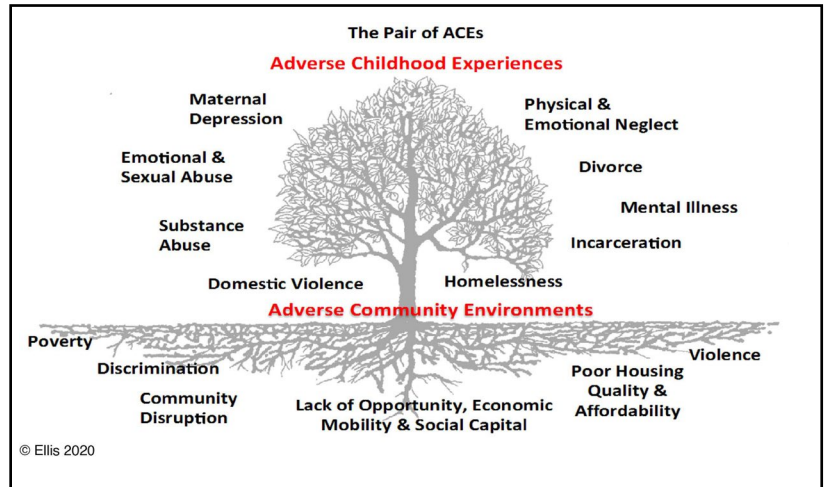 The Pair of ACEs
Adverse Childhood Experiences
Maternal
Depression
Physical &
Emotional Neglect
Emotional &
Sexual Abuse
Divorce
Mental Illness
Substance
Abuse
Incarceration
Domestic Violence
Homelessness
Adverse Community Environments
Poverty
Violence
Discrimination
Poor Housing
Quality &
Affordability
Community
Disruption
Lack of Opportunity, Economic
Mobility & Social Capital
© Ellis 2020